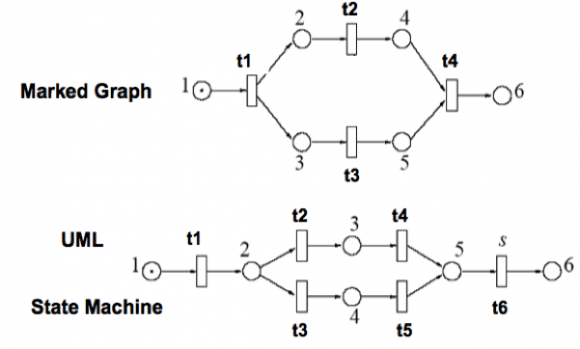 2 t2 4
t1 t4
Marked Graph 1 6
3 t3 5
t2 3 t4
UML t1 2 5 s
1 6
State Machine t3 4 t5 t6